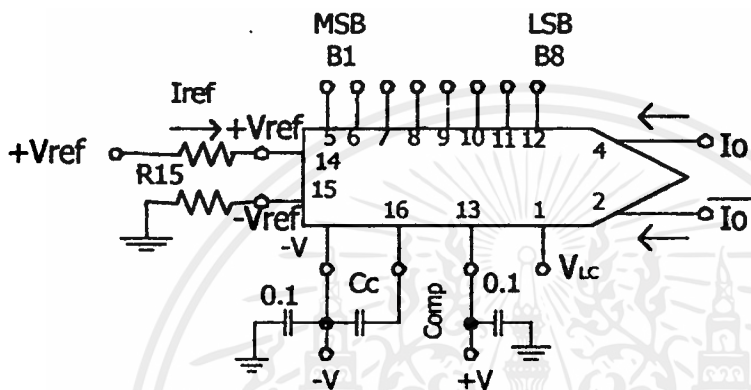 MSB LSB
B1 B8
Iref
+Vref +Vref 5 6 7 8 9 10 11 12 4 Io
14
R15 15
-Vref 16 13 1 2 Io
-V
0.1 Cc Comp 0.1 VLC
-V +V